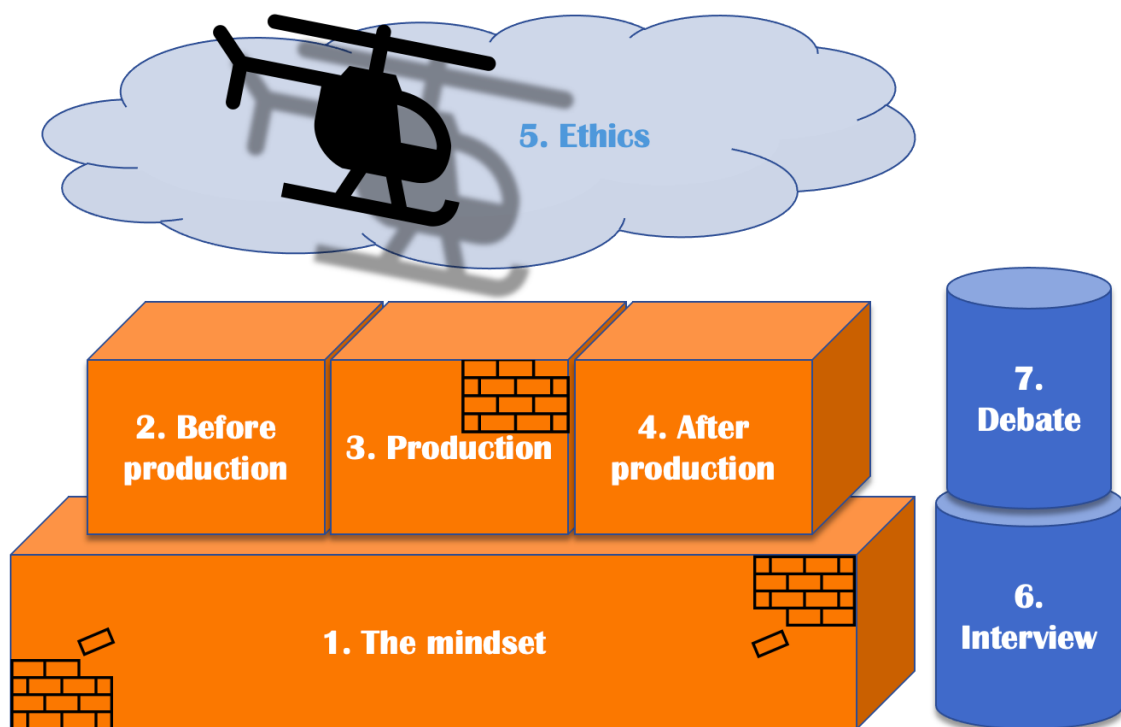 5. Ethics
2. Before
production
3. Production
4. After
production
7.
Debate
1. The mindset
6.
Interview